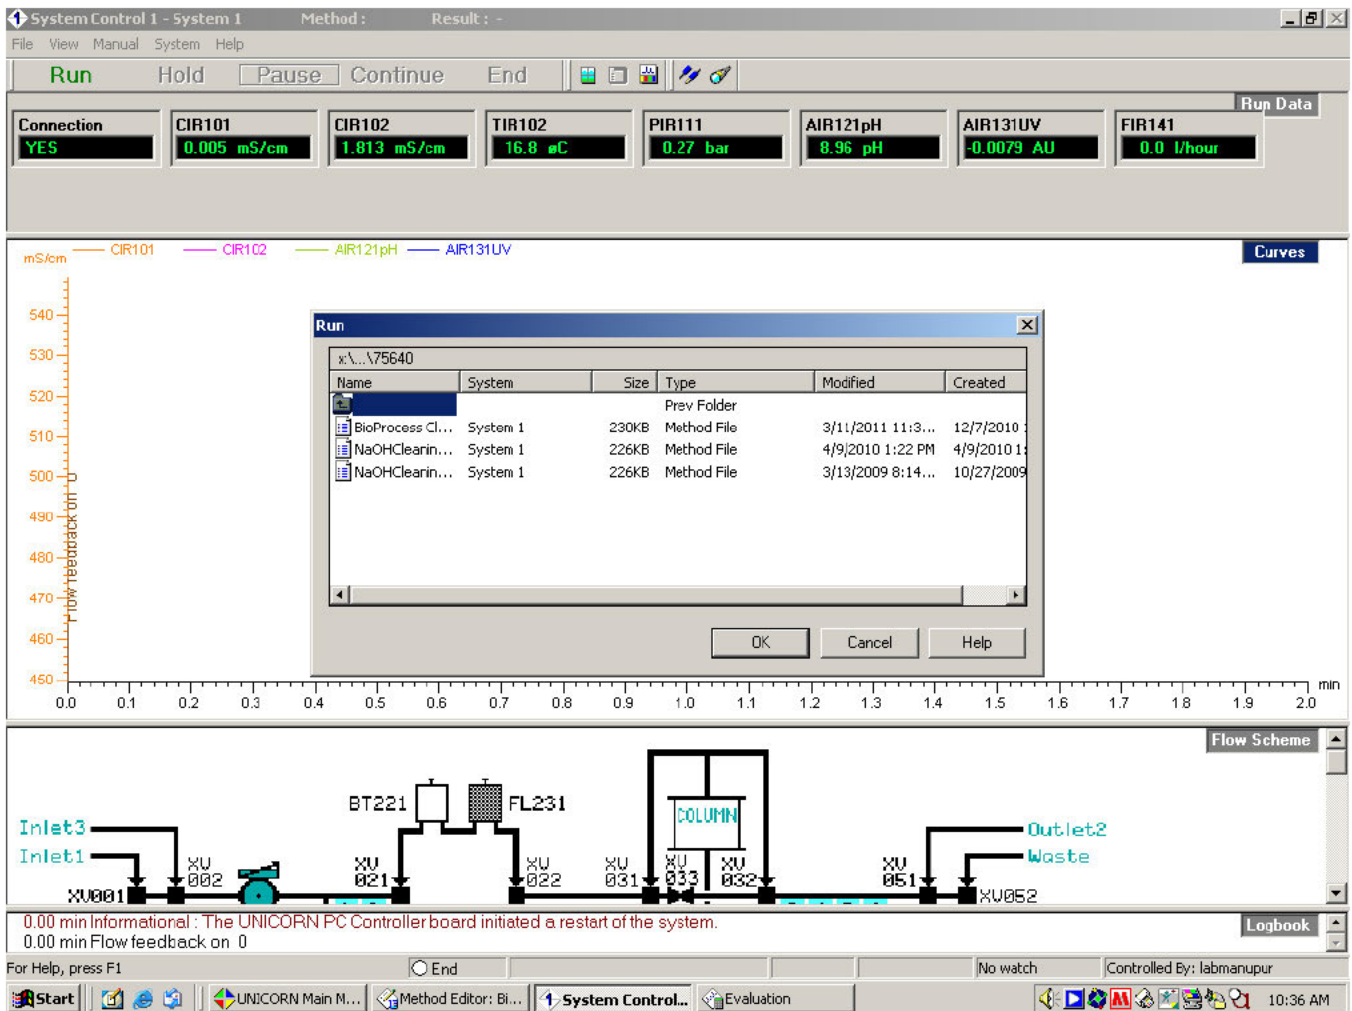 System Control 1 - System 1 Method : Result : -
File View Manual System Help
Run Hold Pause Continue End
Run Data
Connection CIR101 CIR102 TIR102 PIR111 AIR121pH AIR131UV FIR141
YES 0.005 mS/cm 1.813 mS/cm 16.8 øC 0.27 bar 8.96 pH -0.0079 AU 0.0 l/hour
CIR101 CIR102 AIR121pH AIR131UV
Curves
mS/cm
540
530
520
510
500
490
480
470
460
450
Flow feedback on 0
0.0 0.1 0.2 0.3 0.4 0.5 0.6 0.7 0.8 0.9 1.0 1.1 1.2 1.3 1.4 1.5 1.6 1.7 1.8 1.9 2.0 min
Run
x:\...\75640
Name System Size Type Modified Created
Prev Folder
BioProcess Cl... System 1 230KB Method File 3/11/2011 11:3... 12/7/2010
NaOHClearin... System 1 226KB Method File 4/9/2010 1:22 PM 4/9/2010 1:
NaOHClearin... System 1 226KB Method File 3/13/2009 8:14... 10/27/2009
OK Cancel Help
Flow Scheme
BT221 FL231
COLUMN
Inlet3 Outlet2
Inlet1 Waste
XV001 XV 002 XV 021 XV 022 XV 031 XV 033 XV 032 XV 051 XV052
0.00 min Informational : The UNICORN PC Controller board initiated a restart of the system.
Logbook
0.00 min Flow feedback on 0
For Help, press F1 End No watch Controlled By: labmanupur
Start UNICORN Main M... Method Editor: Bi... System Control... Evaluation 10:36 AM